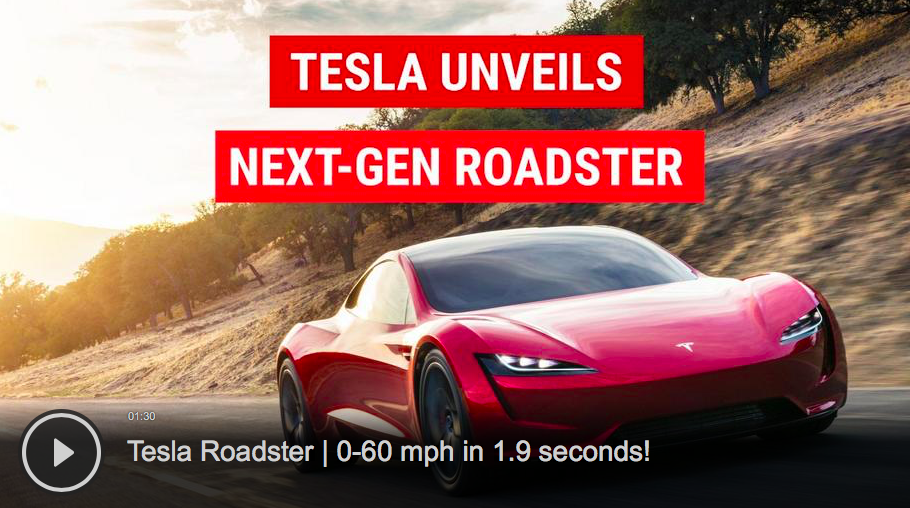 TESLA UNVEILS
NEXT-GEN ROADSTER
01:30
Tesla Roadster | 0-60 mph in 1.9 seconds!